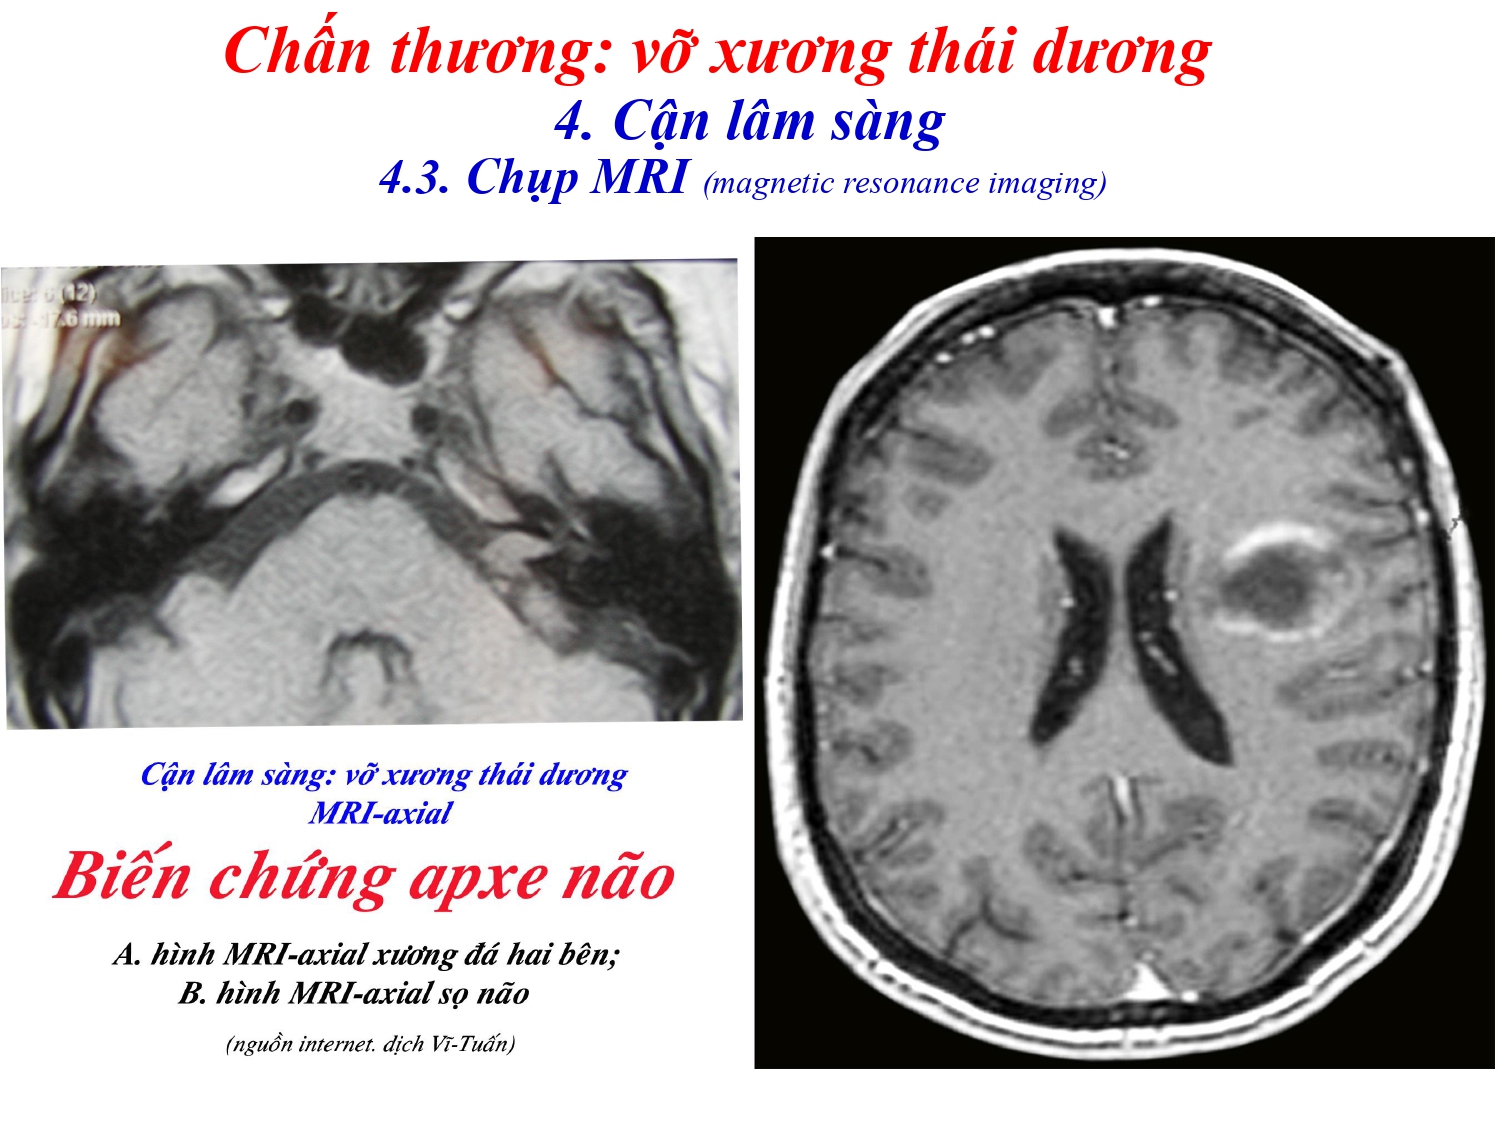 Chấn thương: vỡ xương thái dương
4. Cận lâm sàng
4.3. Chụp MRI (magnetic resonance imaging)
6 (12)
-17.6 mm
Cận lâm sàng: vỡ xương thái dương
MRI-axial
Biến chứng apxe não
A. hình MRI-axial xương đá hai bên;
B. hình MRI-axial sọ não
(nguồn internet. dịch Vĩ-Tuấn)